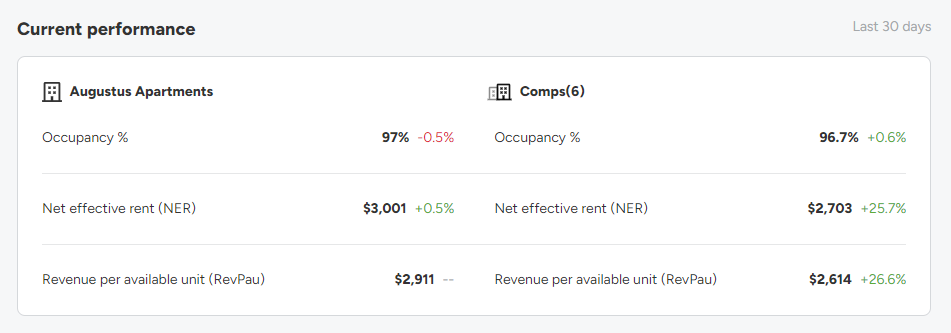 Current performance
Last 30 days
Augustus Apartments
Occupancy % 97% -0.5%
Net effective rent (NER) $3,001 +0.5%
Revenue per available unit (RevPau) $2,911 --
Comps(6)
Occupancy % 96.7% +0.6%
Net effective rent (NER) $2,703 +25.7%
Revenue per available unit (RevPau) $2,614 +26.6%